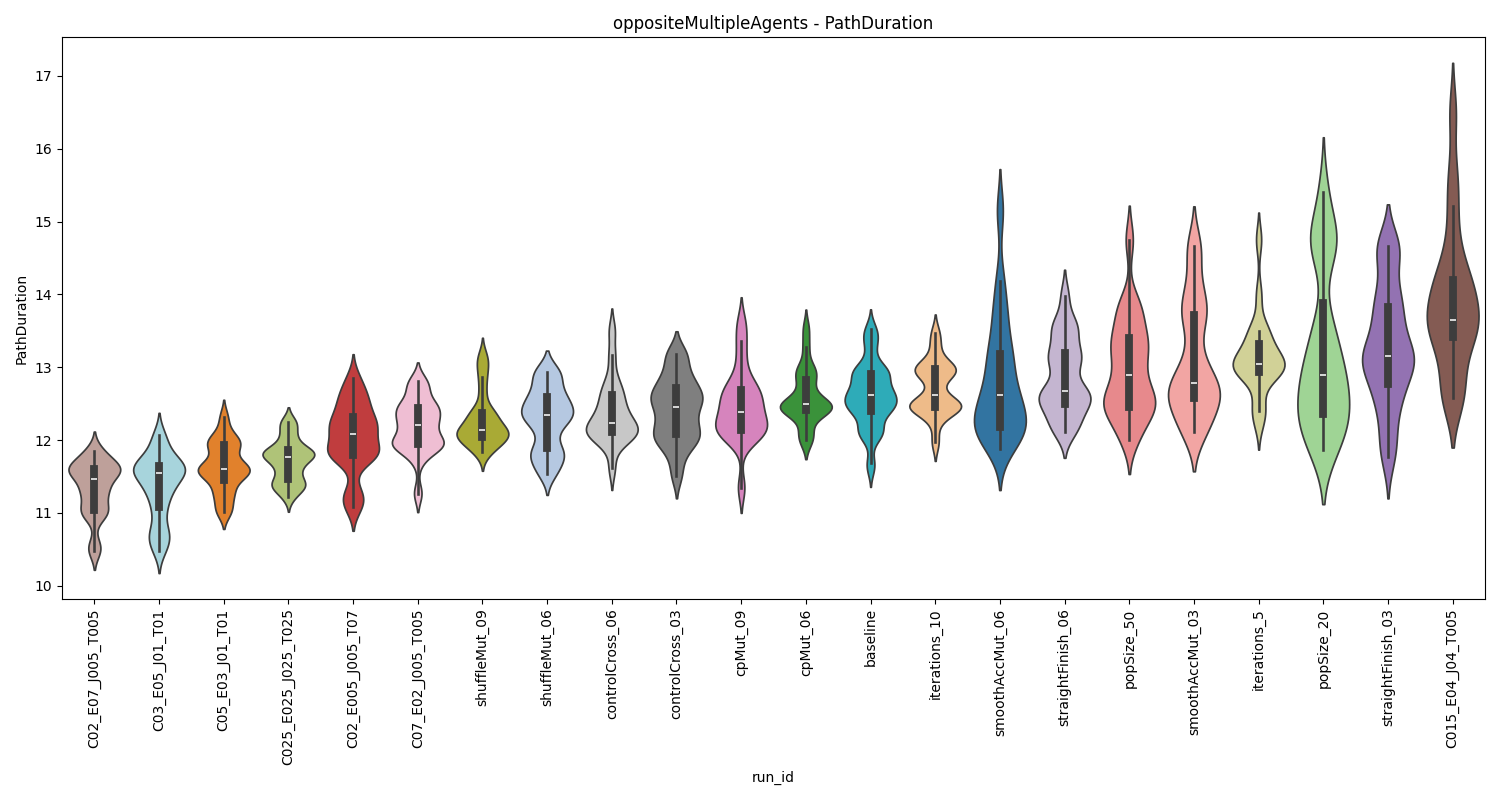 oppositeMultipleAgents - PathDuration
PathDuration
17
16
15
14
13
12
11
10
C02_E07_J005_T005
C03_E05_J01_T01
C05_E03_J01_T01
C025_E025_J025_T025
C02_E005_J005_T07
C07_E02_J005_T005
shuffleMut_09
shuffleMut_06
controlCross_06
controlCross_03
cpMut_09
cpMut_06
baseline
iterations_10
smoothAccMut_06
straightFinish_06
popSize_50
smoothAccMut_03
iterations_5
popSize_20
straightFinish_03
C015_E04_J04_T005
run_id